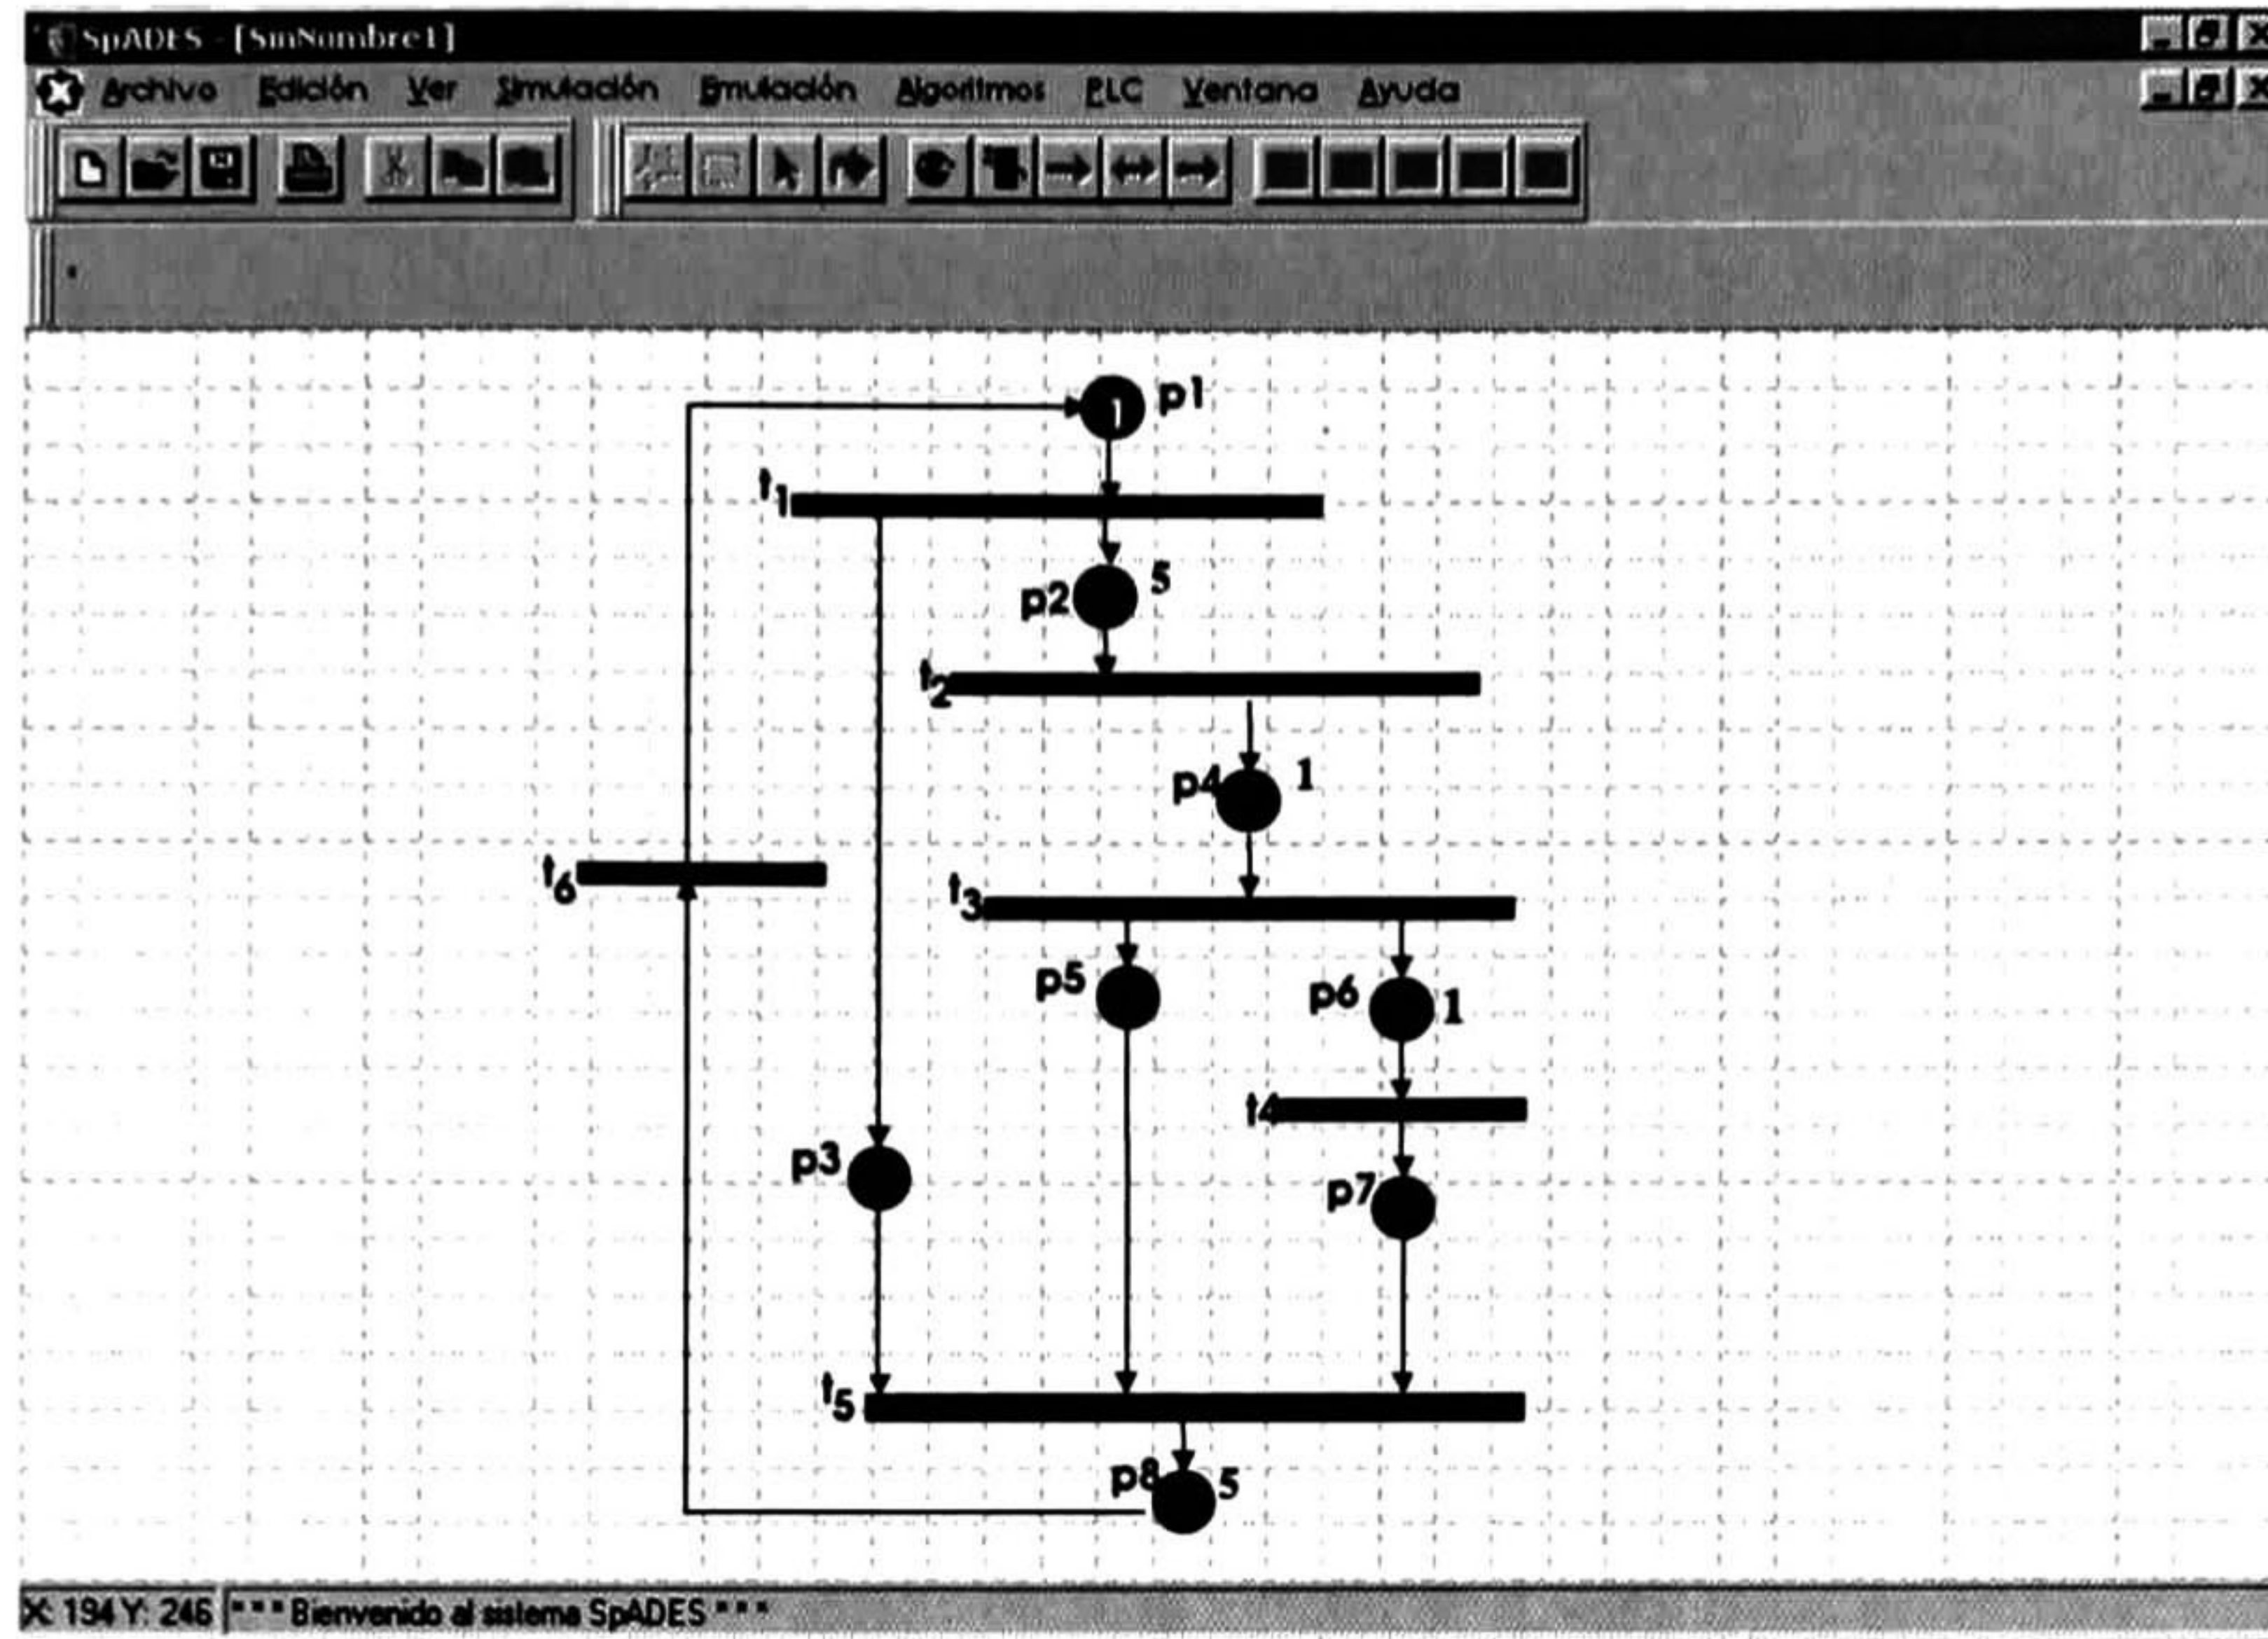 SpADES - [SinNombre1]
Archivo Edición Ver Simulación Emulación Algoritmos PLC Ventana Ayuda
1 p1
t1
p2 5
t2
p4 1
t6
t3
p5
p6 1
t4
p3
p7
t5
p8 5
X: 194 Y: 246 *** Bienvenido al sistema SpADES ***